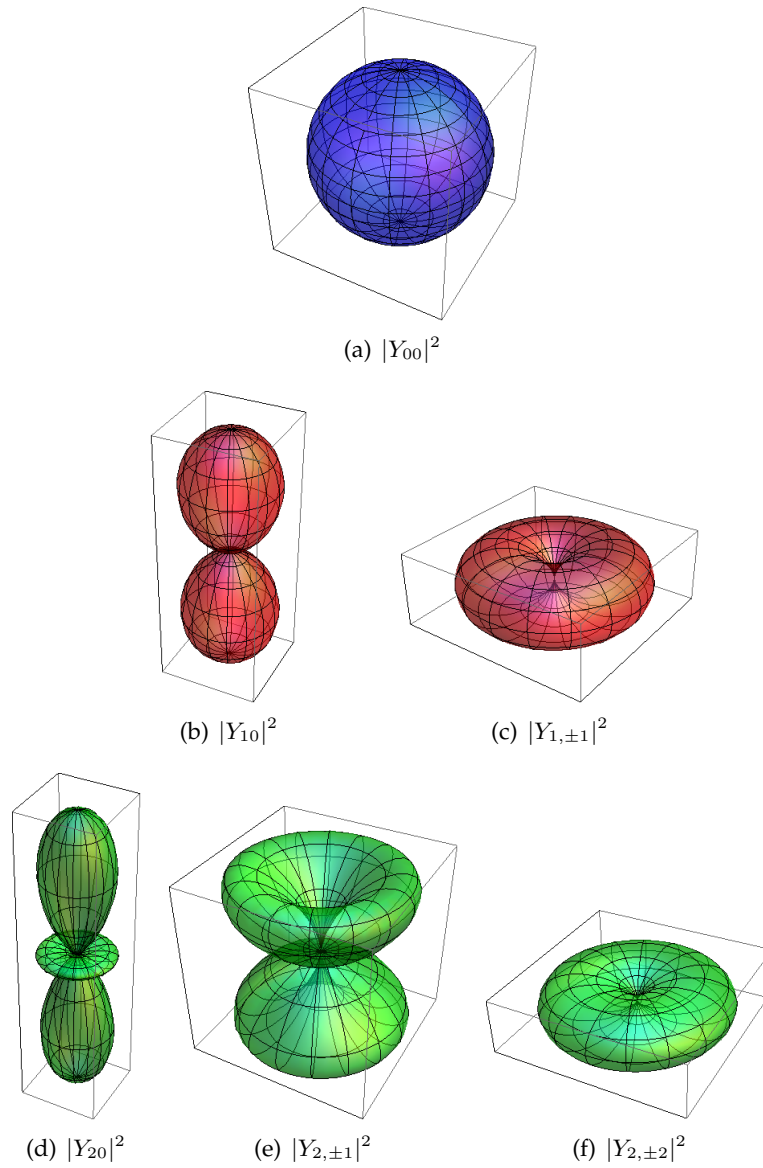 (a) |Y₀₀|²
(b) |Y₁₀|² (c) |Y₁,±₁|²
(d) |Y₂₀|² (e) |Y₂,±₁|² (f) |Y₂,±₂|²